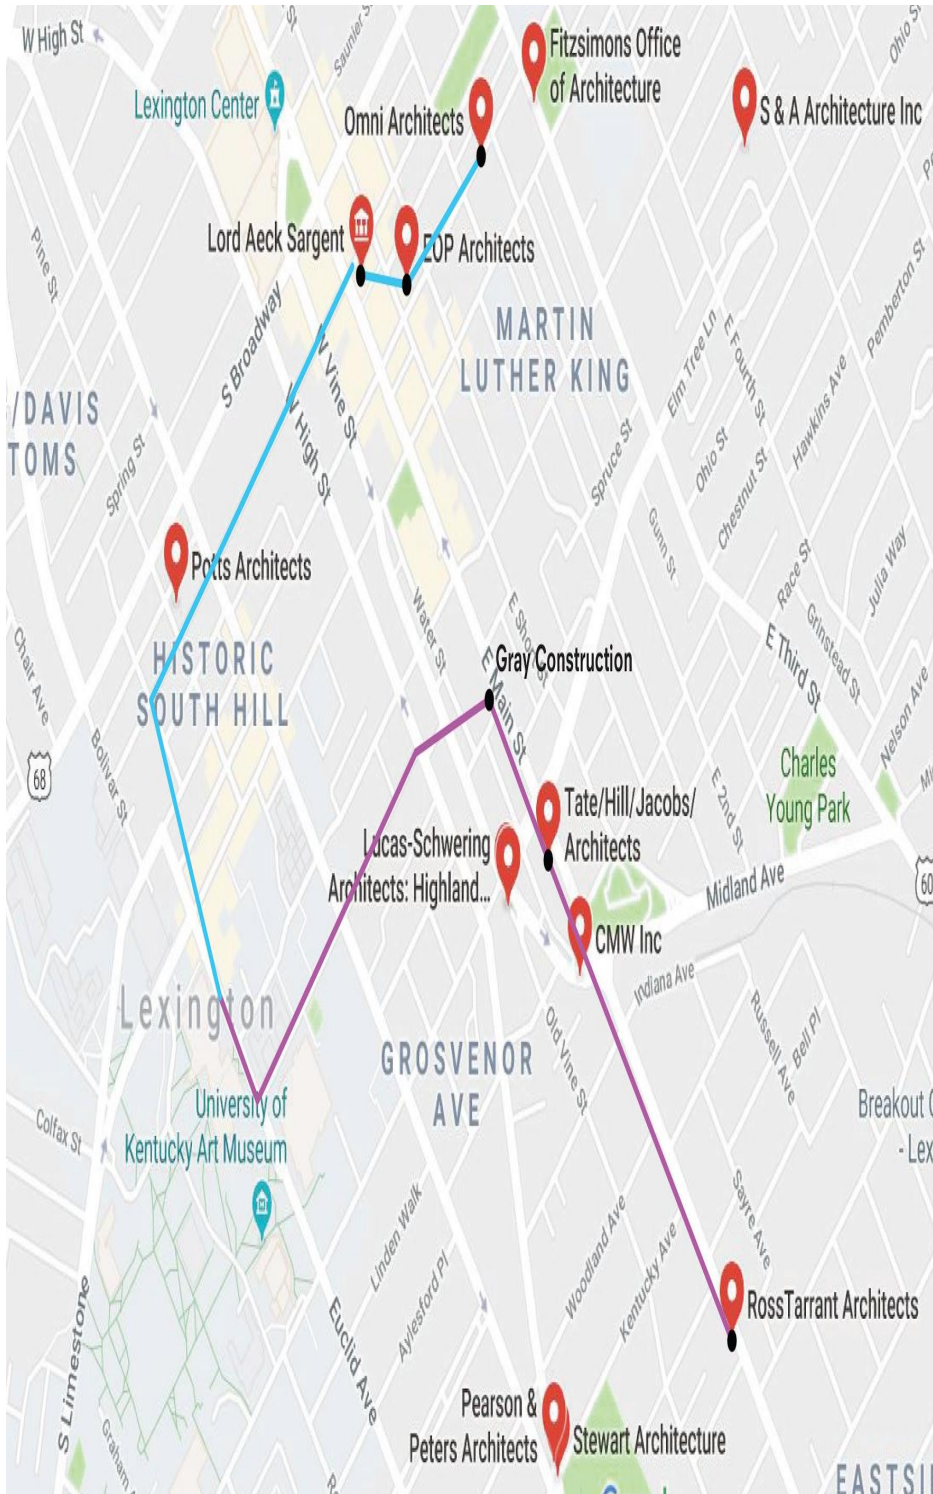 W High St
Saunier S
Ohio S
Fitzsimons Office
of Architecture
Lexington Center
Omni Architects
S & A Architecture Inc
Lord Aeck Sargent
EOP Architects
Pine St
Pemberton St
S Broadway
MARTIN
LUTHER KING
Elm Tree Ln
E Fourth St
W Vine St
Hawkins Ave
/DAVIS
TOMS
W High St
Spring St
Spruce St
Ohio St
Chestnut St
Gunn St
Potts Architects
Race St
Julia Way
Water St
E Short St
Grinstead St
Chair Ave
HISTORIC
SOUTH HILL
Gray Construction
E Main St
E Third St
Nelson Ave
68
Bolivar St
Charles
Young Park
E 2nd St
Tate/Hill/Jacobs/
Architects
Lucas-Schwering
Architects: Highland...
Midland Ave
60
CMW Inc
Indiana Ave
Lexington
Old Vine St
Russell Ave
Bell Pl
GROSVENOR
AVE
University of
Kentucky Art Museum
Breakout
- Lex
Colfax St
Linden Walk
Woodland Ave
Sayre Ave
Aylesford Pl
Kentucky Ave
S Limestone
Euclid Ave
RossTarrant Architects
Pearson &
Peters Architects
Stewart Architecture
Graham
EASTSI